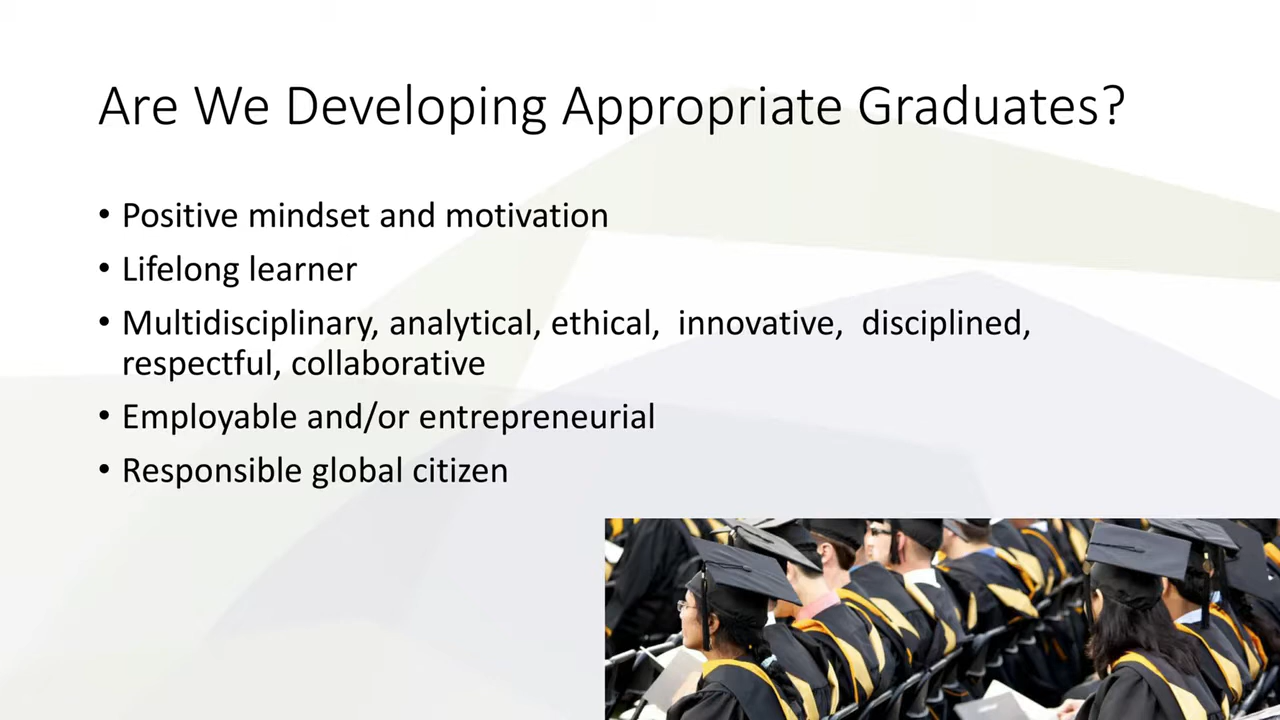 Are We Developing Appropriate Graduates?
• Positive mindset and motivation
• Lifelong learner
• Multidisciplinary, analytical, ethical,  innovative,  disciplined,
respectful, collaborative
• Employable and/or entrepreneurial
• Responsible global citizen